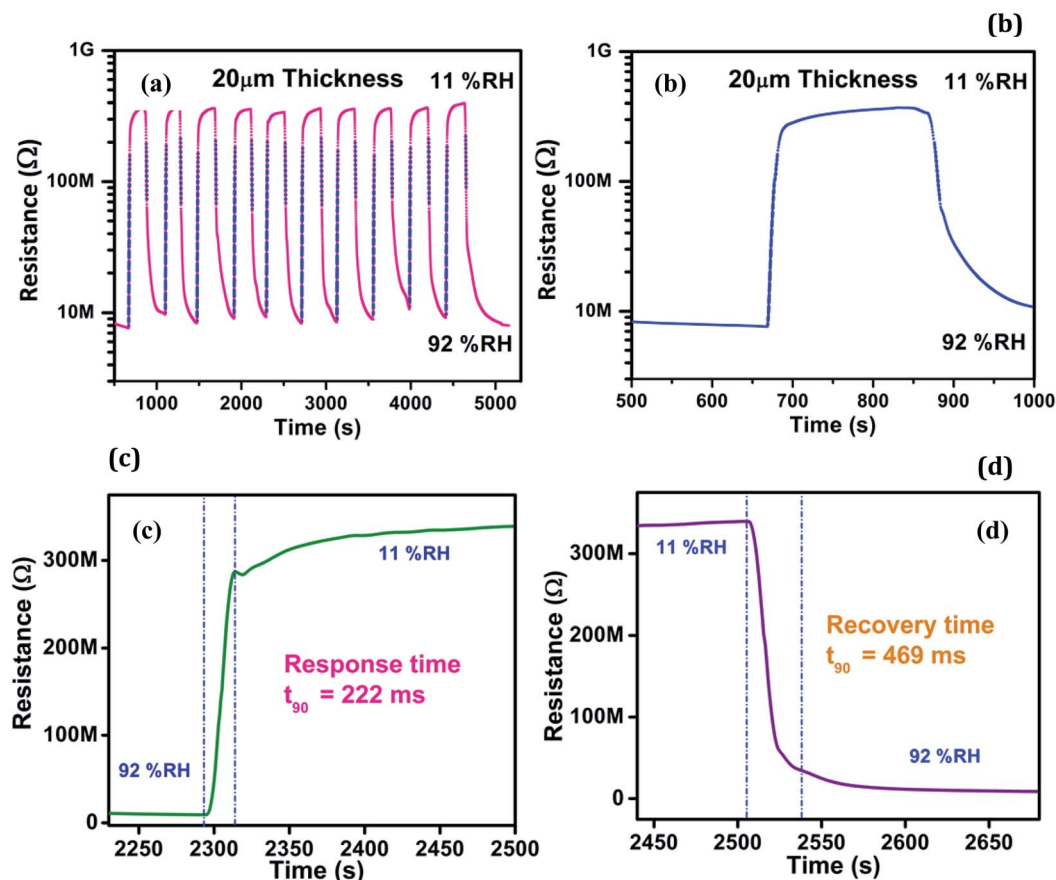 (b)
1G
100M
10M
Resistance (Ω)
(a)
20μm Thickness
11 %RH
92 %RH
1000 2000 3000 4000 5000
Time (s)
1G
100M
10M
Resistance (Ω)
(b)
20μm Thickness
11 %RH
92 %RH
500 600 700 800 900 1000
Time (s)
(c)
300M
200M
100M
0
Resistance (Ω)
(c)
11 %RH
Response time
t₉₀ = 222 ms
92 %RH
2250 2300 2350 2400 2450 2500
Time (s)
(d)
300M
200M
100M
0
Resistance (Ω)
(d)
11 %RH
Recovery time
t₉₀ = 469 ms
92 %RH
2450 2500 2550 2600 2650
Time (s)